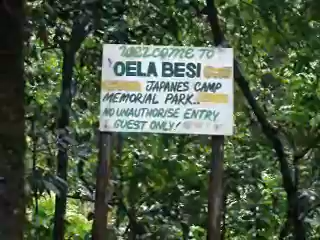 WELCOME TO
'OELA BESI
JAPANES CAMP
MEMORIAL PARK..
NO UNAUTHORISE ENTRY
GUEST ONLY!